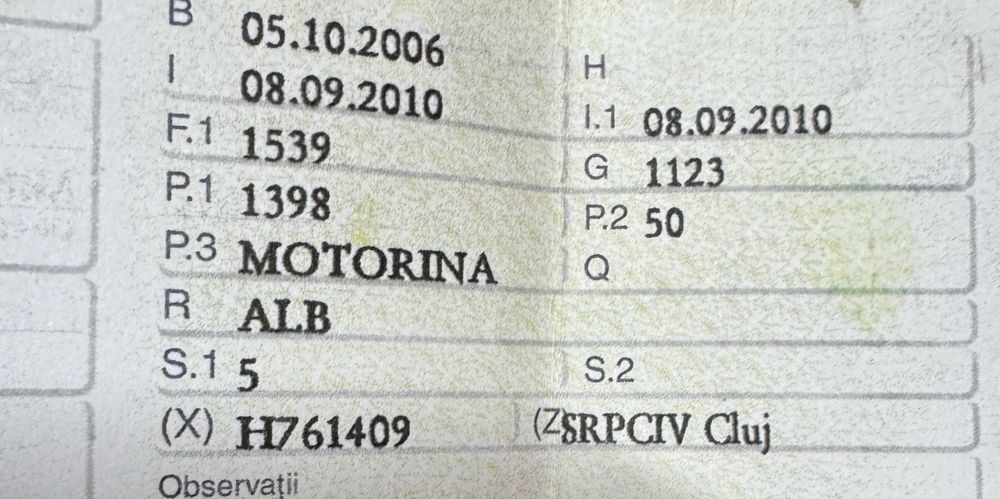 B 05.10.2006 H
I 08.09.2010 I.1 08.09.2010
F.1 1539 G 1123
P.1 1398 P.2 50
P.3 MOTORINA Q
R ALB
S.1 5 S.2
(X) H761409 (Z SRPCIV Cluj
Observații